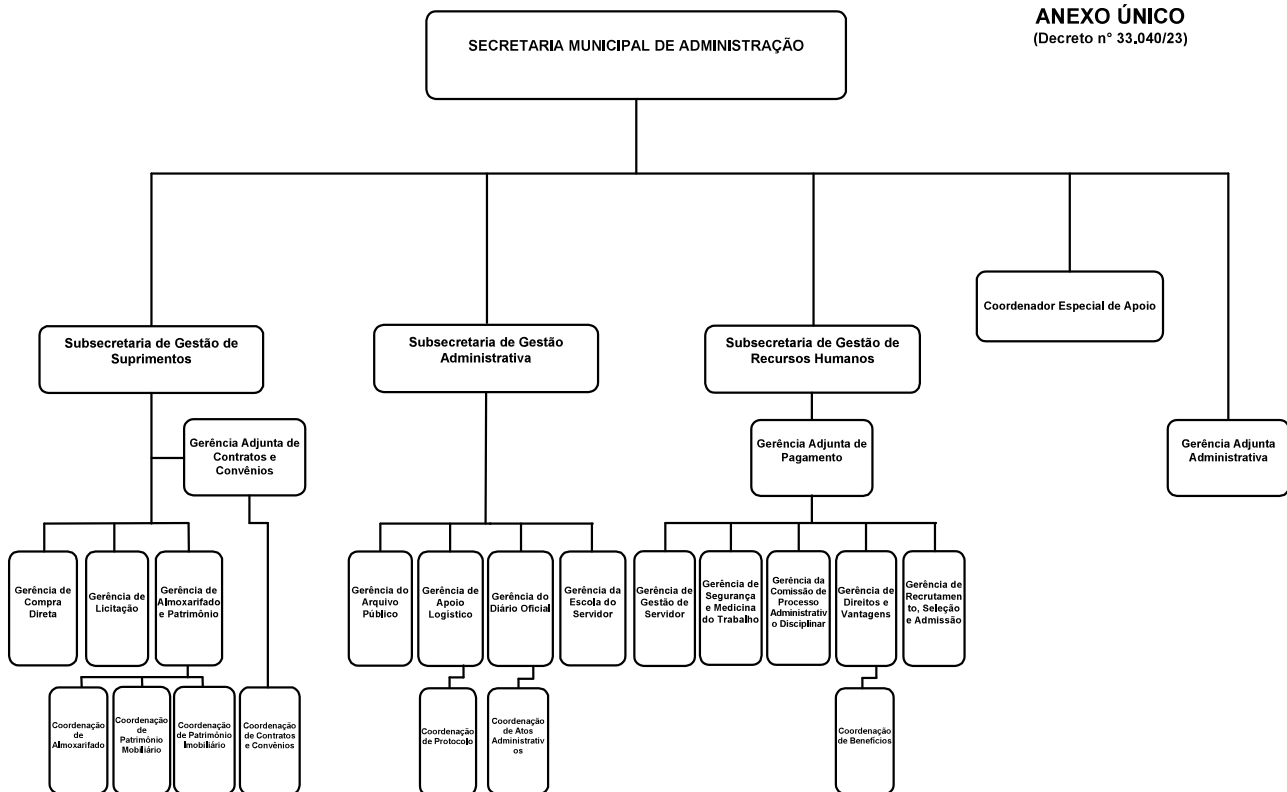 ANEXO ÚNICO
(Decreto n° 33.040/23)
SECRETARIA MUNICIPAL DE ADMINISTRAÇÃO
Coordenador Especial de Apoio
Subsecretaria de Gestão de
Suprimentos
Subsecretaria de Gestão
Administrativa
Subsecretaria de Gestão de
Recursos Humanos
Gerência Adjunta de
Contratos e
Convênios
Gerência Adjunta de
Pagamento
Gerência Adjunta
Administrativa
Gerência de
Compra
Direta
Gerência de
Licitação
Gerência de
Almoxarifado
e Patrimônio
Gerência do
Arquivo
Público
Gerência de
Apoio
Logistico
Gerência do
Diário Oficial
Gerência da
Escola do
Servidor
Gerência de
Gestão de
Servidor
Gerência de
Segurança
e Medicina
do Trabalho
Gerência da
Comissão de
Processo
Administrativ
o Disciplinar
Gerência de
Direitos e
Vantagens
Gerência de
Recrutame
nto, Seleção
e Admissão
Coordenação
de
Almoxarifado
Coordenação
de
Patrimônio
Mobiliário
Coordenação
de Patrimônio
Imobiliário
Coordenação
de Contratos
e Convênios
Coordenação
de Protocolo
Coordenação
de Atos
Administrativ
os
Coordenação
de Benefícios